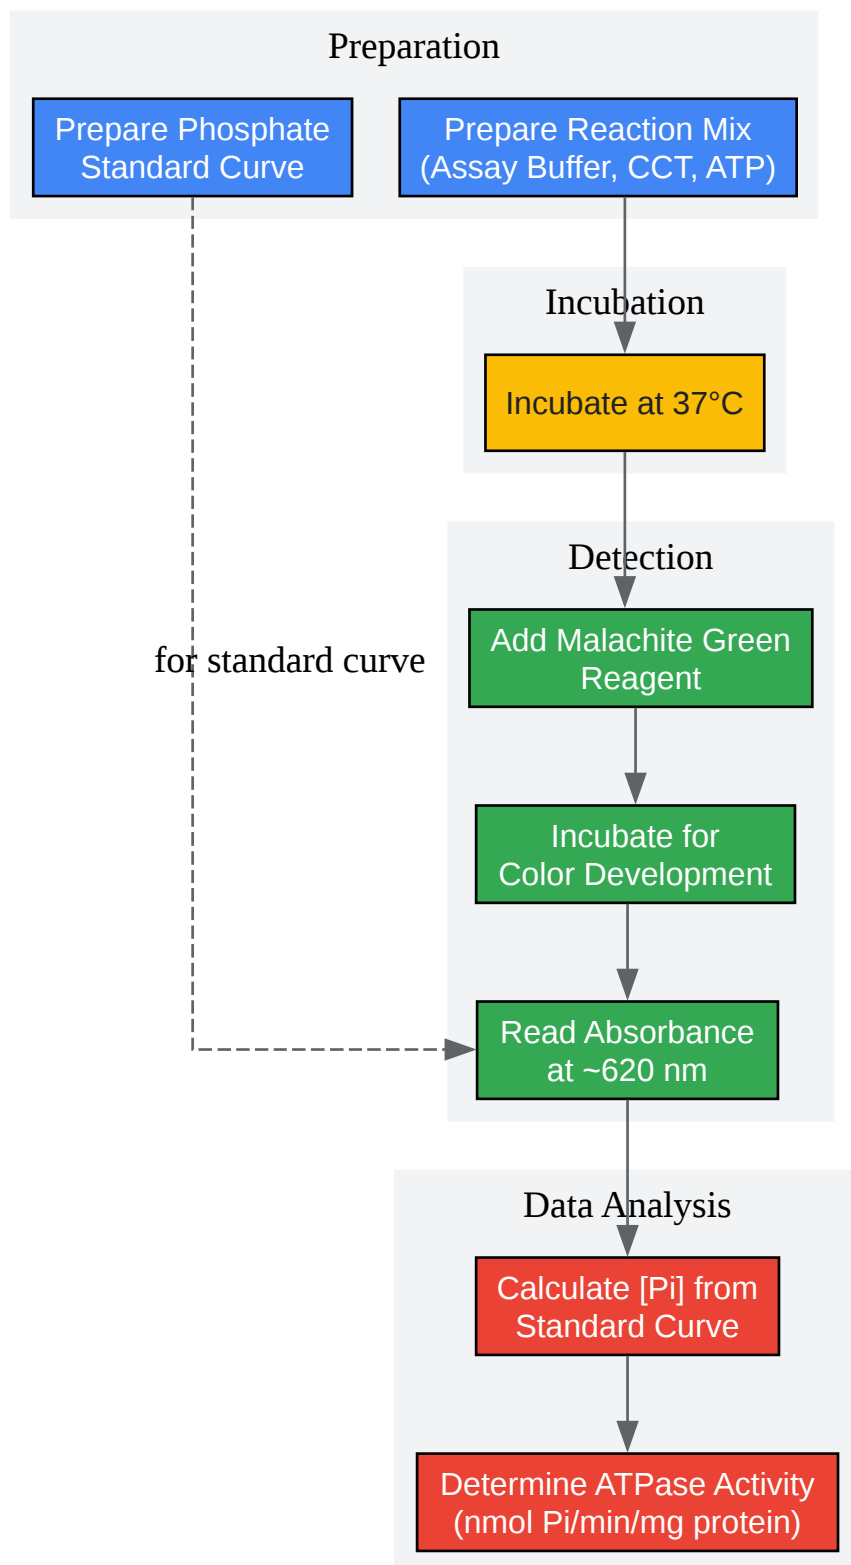 Preparation
Prepare Phosphate
Standard Curve
Prepare Reaction Mix
(Assay Buffer, CCT, ATP)
Incubation
Incubate at 37°C
Detection
Add Malachite Green
Reagent
for standard curve
Incubate for
Color Development
Read Absorbance
at ~620 nm
Data Analysis
Calculate [Pi] from
Standard Curve
Determine ATPase Activity
(nmol Pi/min/mg protein)